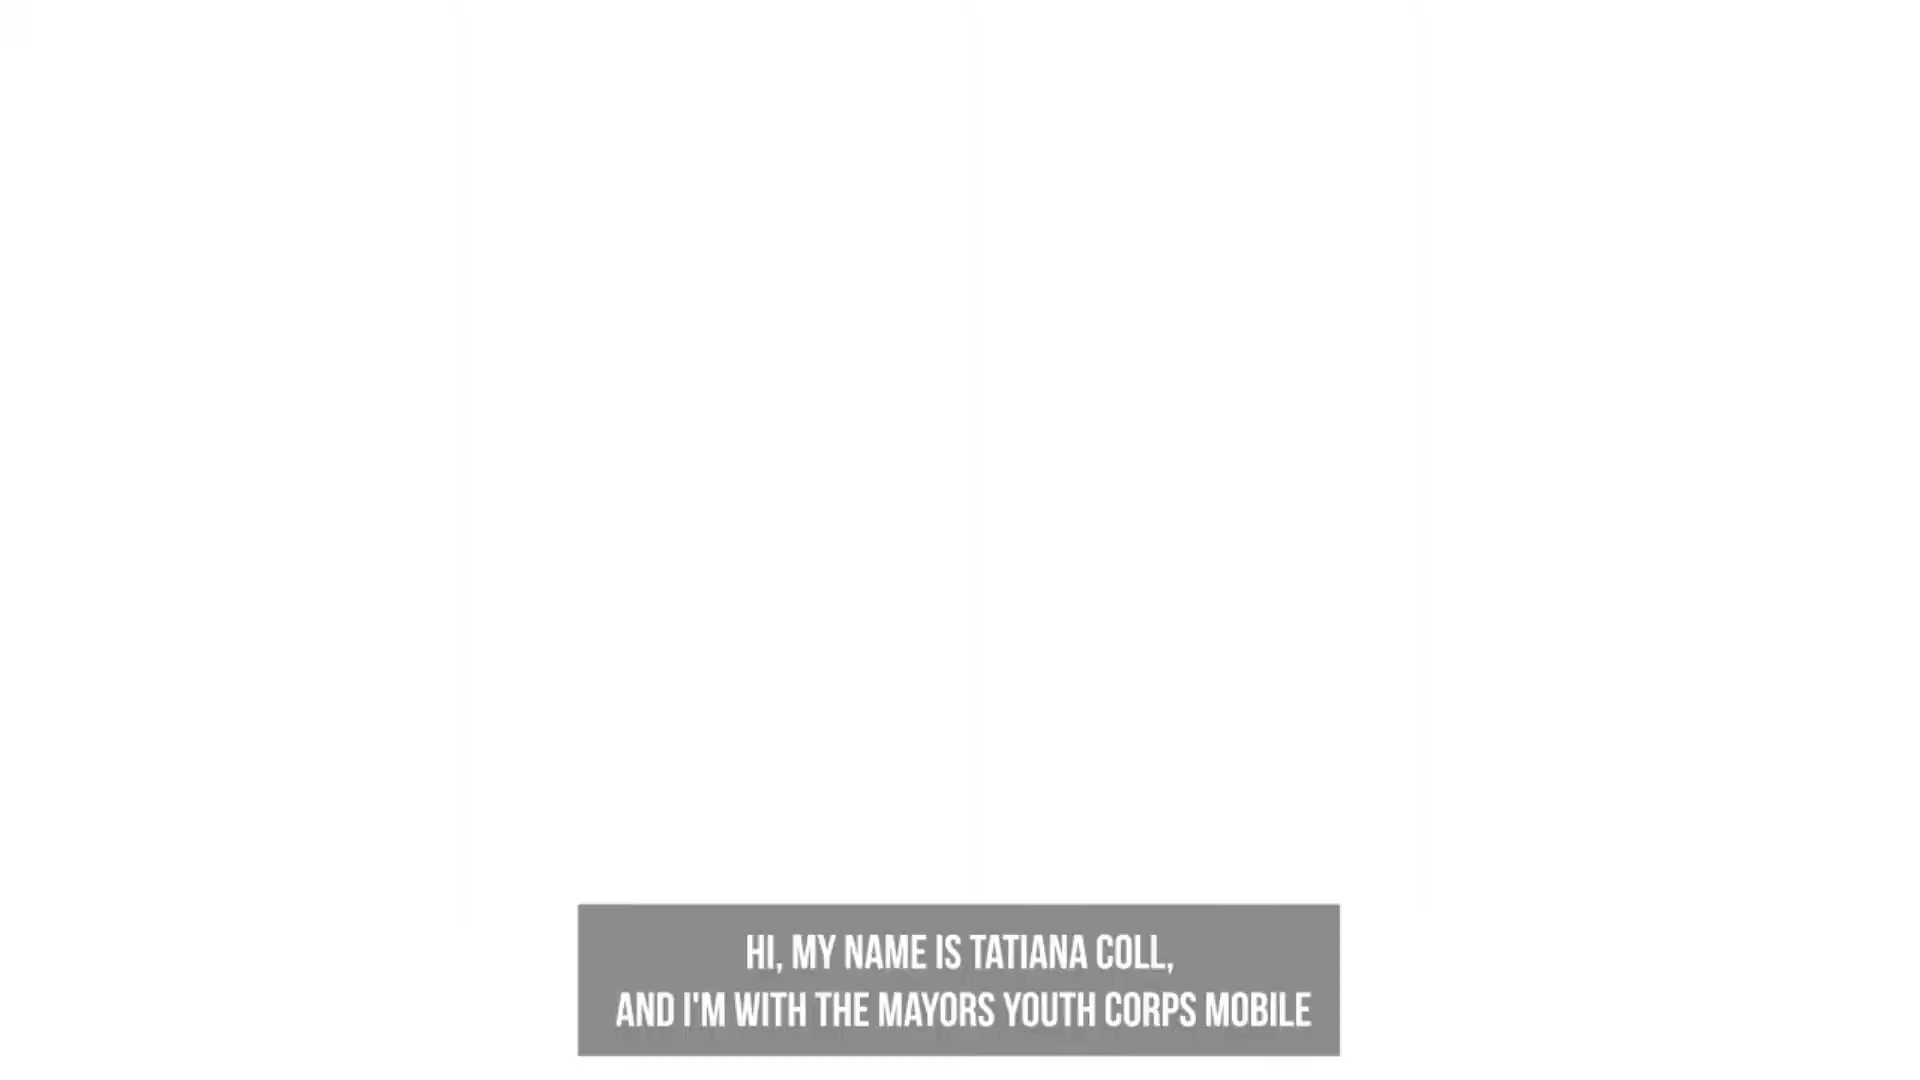 HI, MY NAME IS TATIANA COLL,
AND I'M WITH THE MAYORS YOUTH CORPS MOBILE